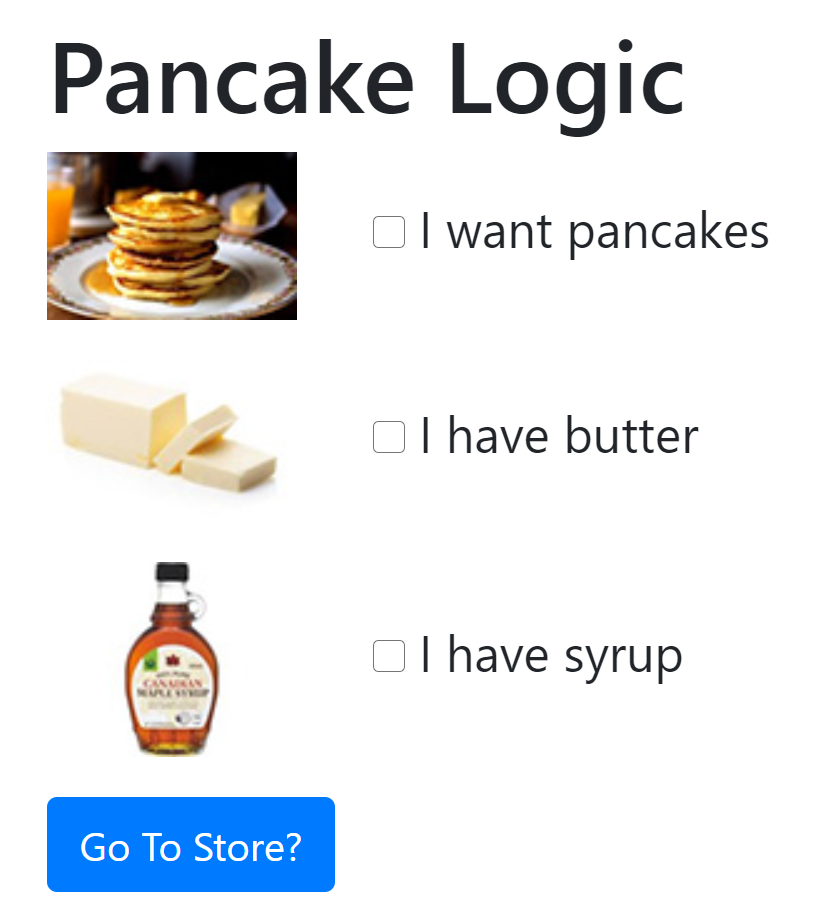 Pancake Logic
I want pancakes
I have butter
I have syrup
CANADIAN
MAPLE SYRUP
Go To Store?